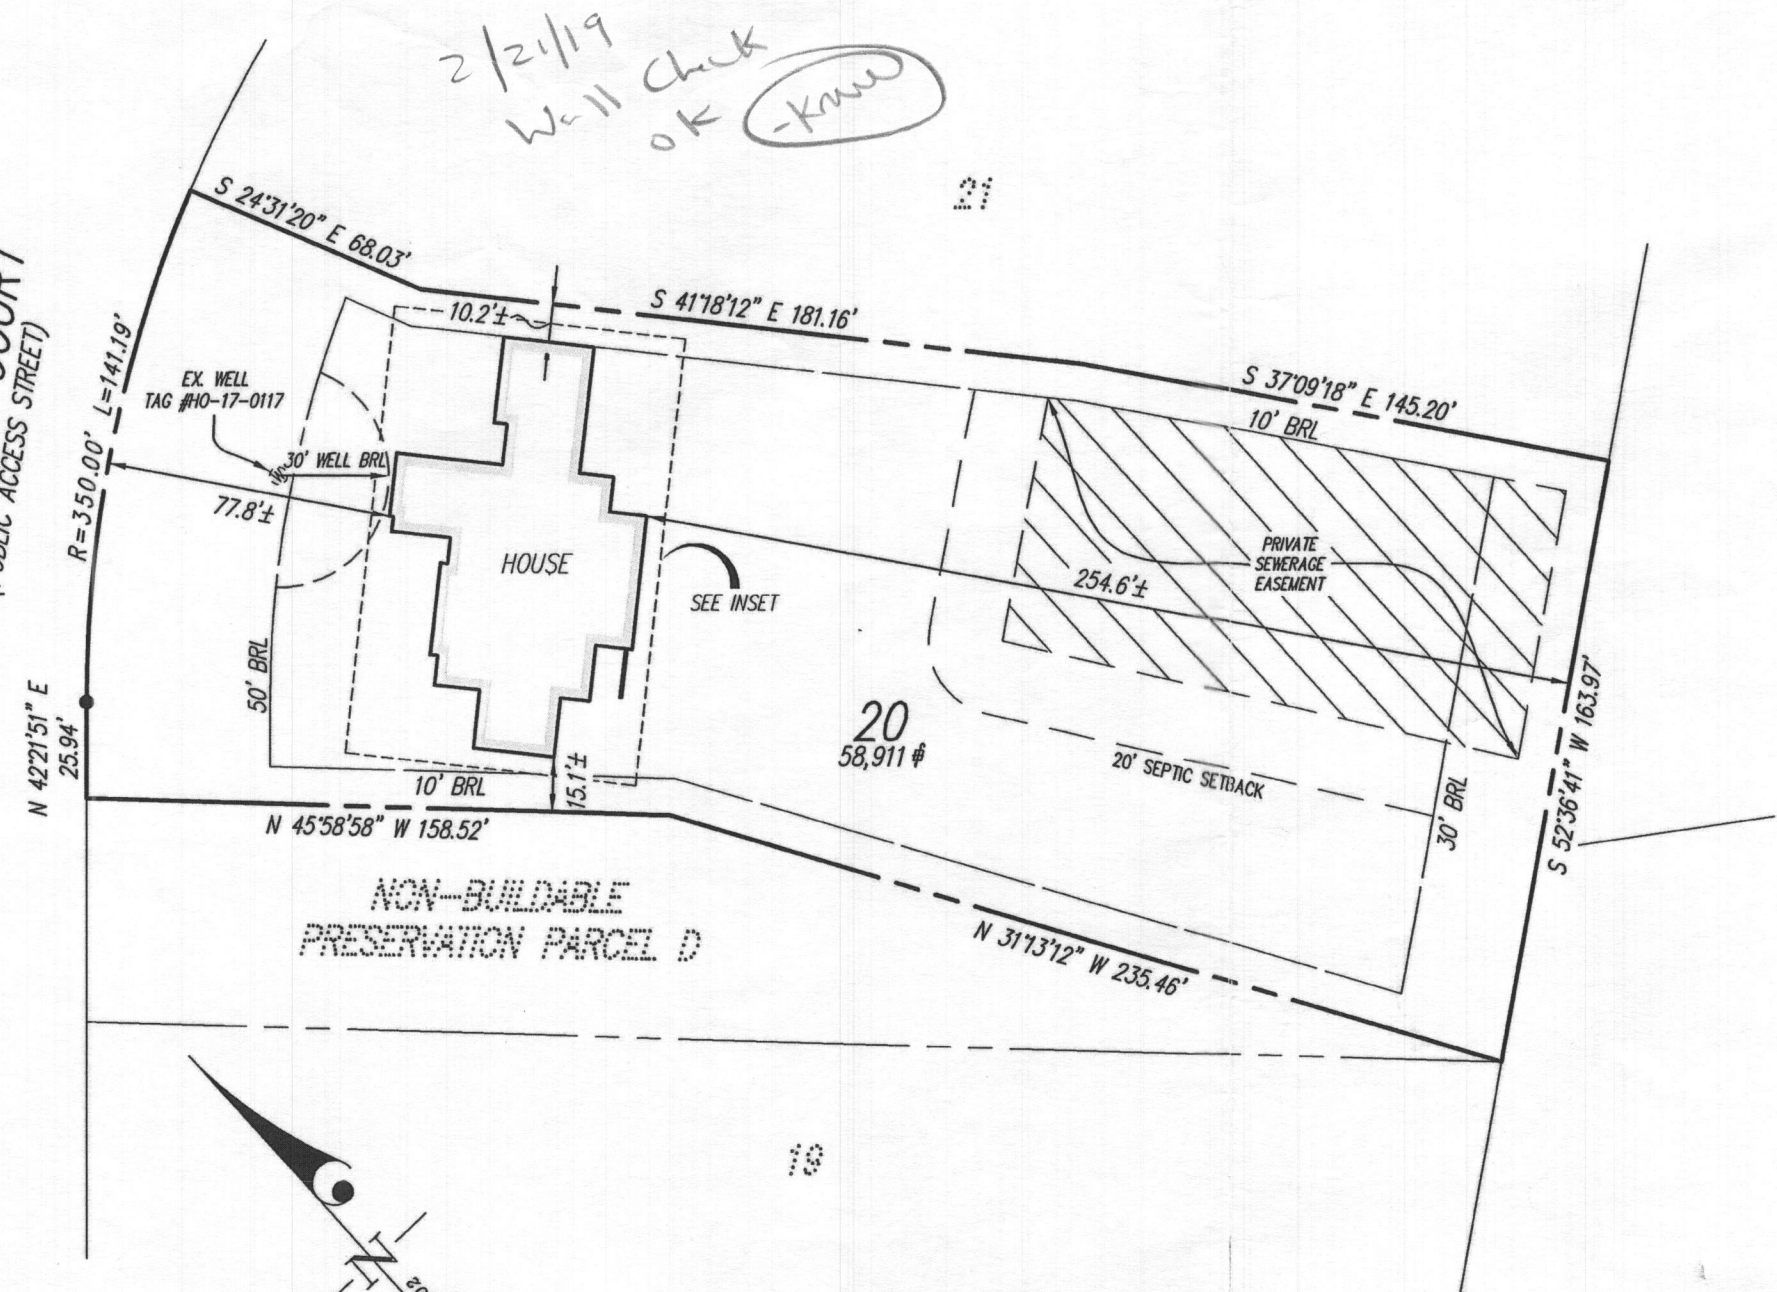 2/21/19
Wall Check
OK
21
S 24°31'20" E 68.03'
10.2'±
S 41°18'12" E 181.16'
S 37°09'18" E 145.20'
10' BRL
ACCESS STREET)
R=350.00' L=141.19'
EX. WELL
TAG #HO-17-0117
30' WELL BRL
77.8'±
HOUSE
SEE INSET
PRIVATE
SEWERAGE
EASEMENT
254.6'±
50' BRL
N 42°21'51" E
25.94'
20
58,911
20' SEPTIC SETBACK
30' BRL
S 52°36'41" W 163.97'
10' BRL
15.1'±
N 45°58'58" W 158.52'
NON-BUILDABLE
PRESERVATION PARCEL D
N 31°13'12" W 235.46'
19
N